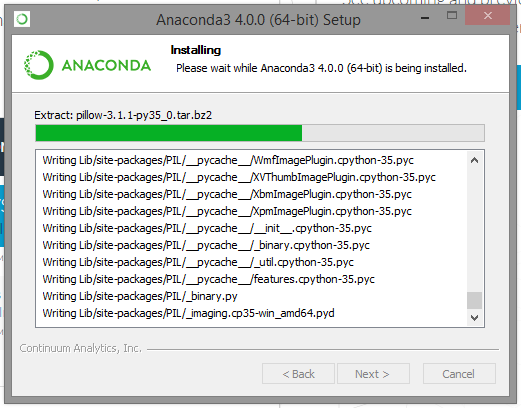 Anaconda3 4.0.0 (64-bit) Setup
ANACONDA
Installing
Please wait while Anaconda3 4.0.0 (64-bit) is being installed.
Extract: pillow-3.1.1-py35_0.tar.bz2
Writing Lib/site-packages/PIL/__pycache__/WmfImagePlugin.cpython-35.pyc
Writing Lib/site-packages/PIL/__pycache__/XVThumbImagePlugin.cpython-35.pyc
Writing Lib/site-packages/PIL/__pycache__/XbmImagePlugin.cpython-35.pyc
Writing Lib/site-packages/PIL/__pycache__/XpmImagePlugin.cpython-35.pyc
Writing Lib/site-packages/PIL/__pycache__/__init__.cpython-35.pyc
Writing Lib/site-packages/PIL/__pycache__/_binary.cpython-35.pyc
Writing Lib/site-packages/PIL/__pycache__/_util.cpython-35.pyc
Writing Lib/site-packages/PIL/__pycache__/features.cpython-35.pyc
Writing Lib/site-packages/PIL/_binary.py
Writing Lib/site-packages/PIL/_imaging.cp35-win_amd64.pyd
Continuum Analytics, Inc.
< Back
Next >
Cancel